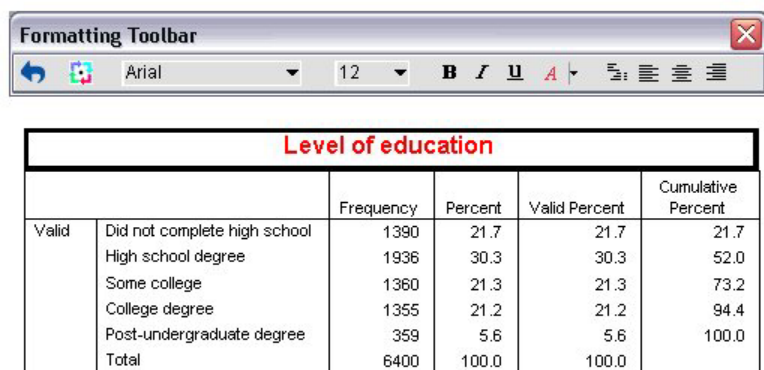 Formatting Toolbar
Arial 12 B I U A
Level of education
Frequency Percent Valid Percent Cumulative Percent
Valid Did not complete high school 1390 21.7 21.7 21.7
High school degree 1936 30.3 30.3 52.0
Some college 1360 21.3 21.3 73.2
College degree 1355 21.2 21.2 94.4
Post-undergraduate degree 359 5.6 5.6 100.0
Total 6400 100.0 100.0